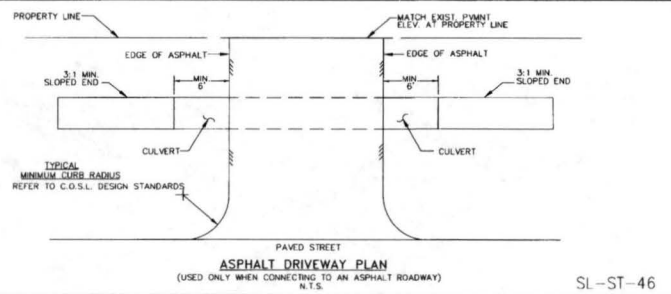 PROPERTY LINE
MATCH EXIST. PVMNT
ELEV. AT PROPERTY LINE
EDGE OF ASPHALT
EDGE OF ASPHALT
3:1 MIN.
SLOPED END
MIN
6'
MIN
6'
3:1 MIN.
SLOPED END
CULVERT
CULVERT
TYPICAL
MINIMUM CURB RADIUS
REFER TO C.O.S.L. DESIGN STANDARDS
PAVED STREET
ASPHALT DRIVEWAY PLAN
(USED ONLY WHEN CONNECTING TO AN ASPHALT ROADWAY)
N.T.S.
SL-ST-46